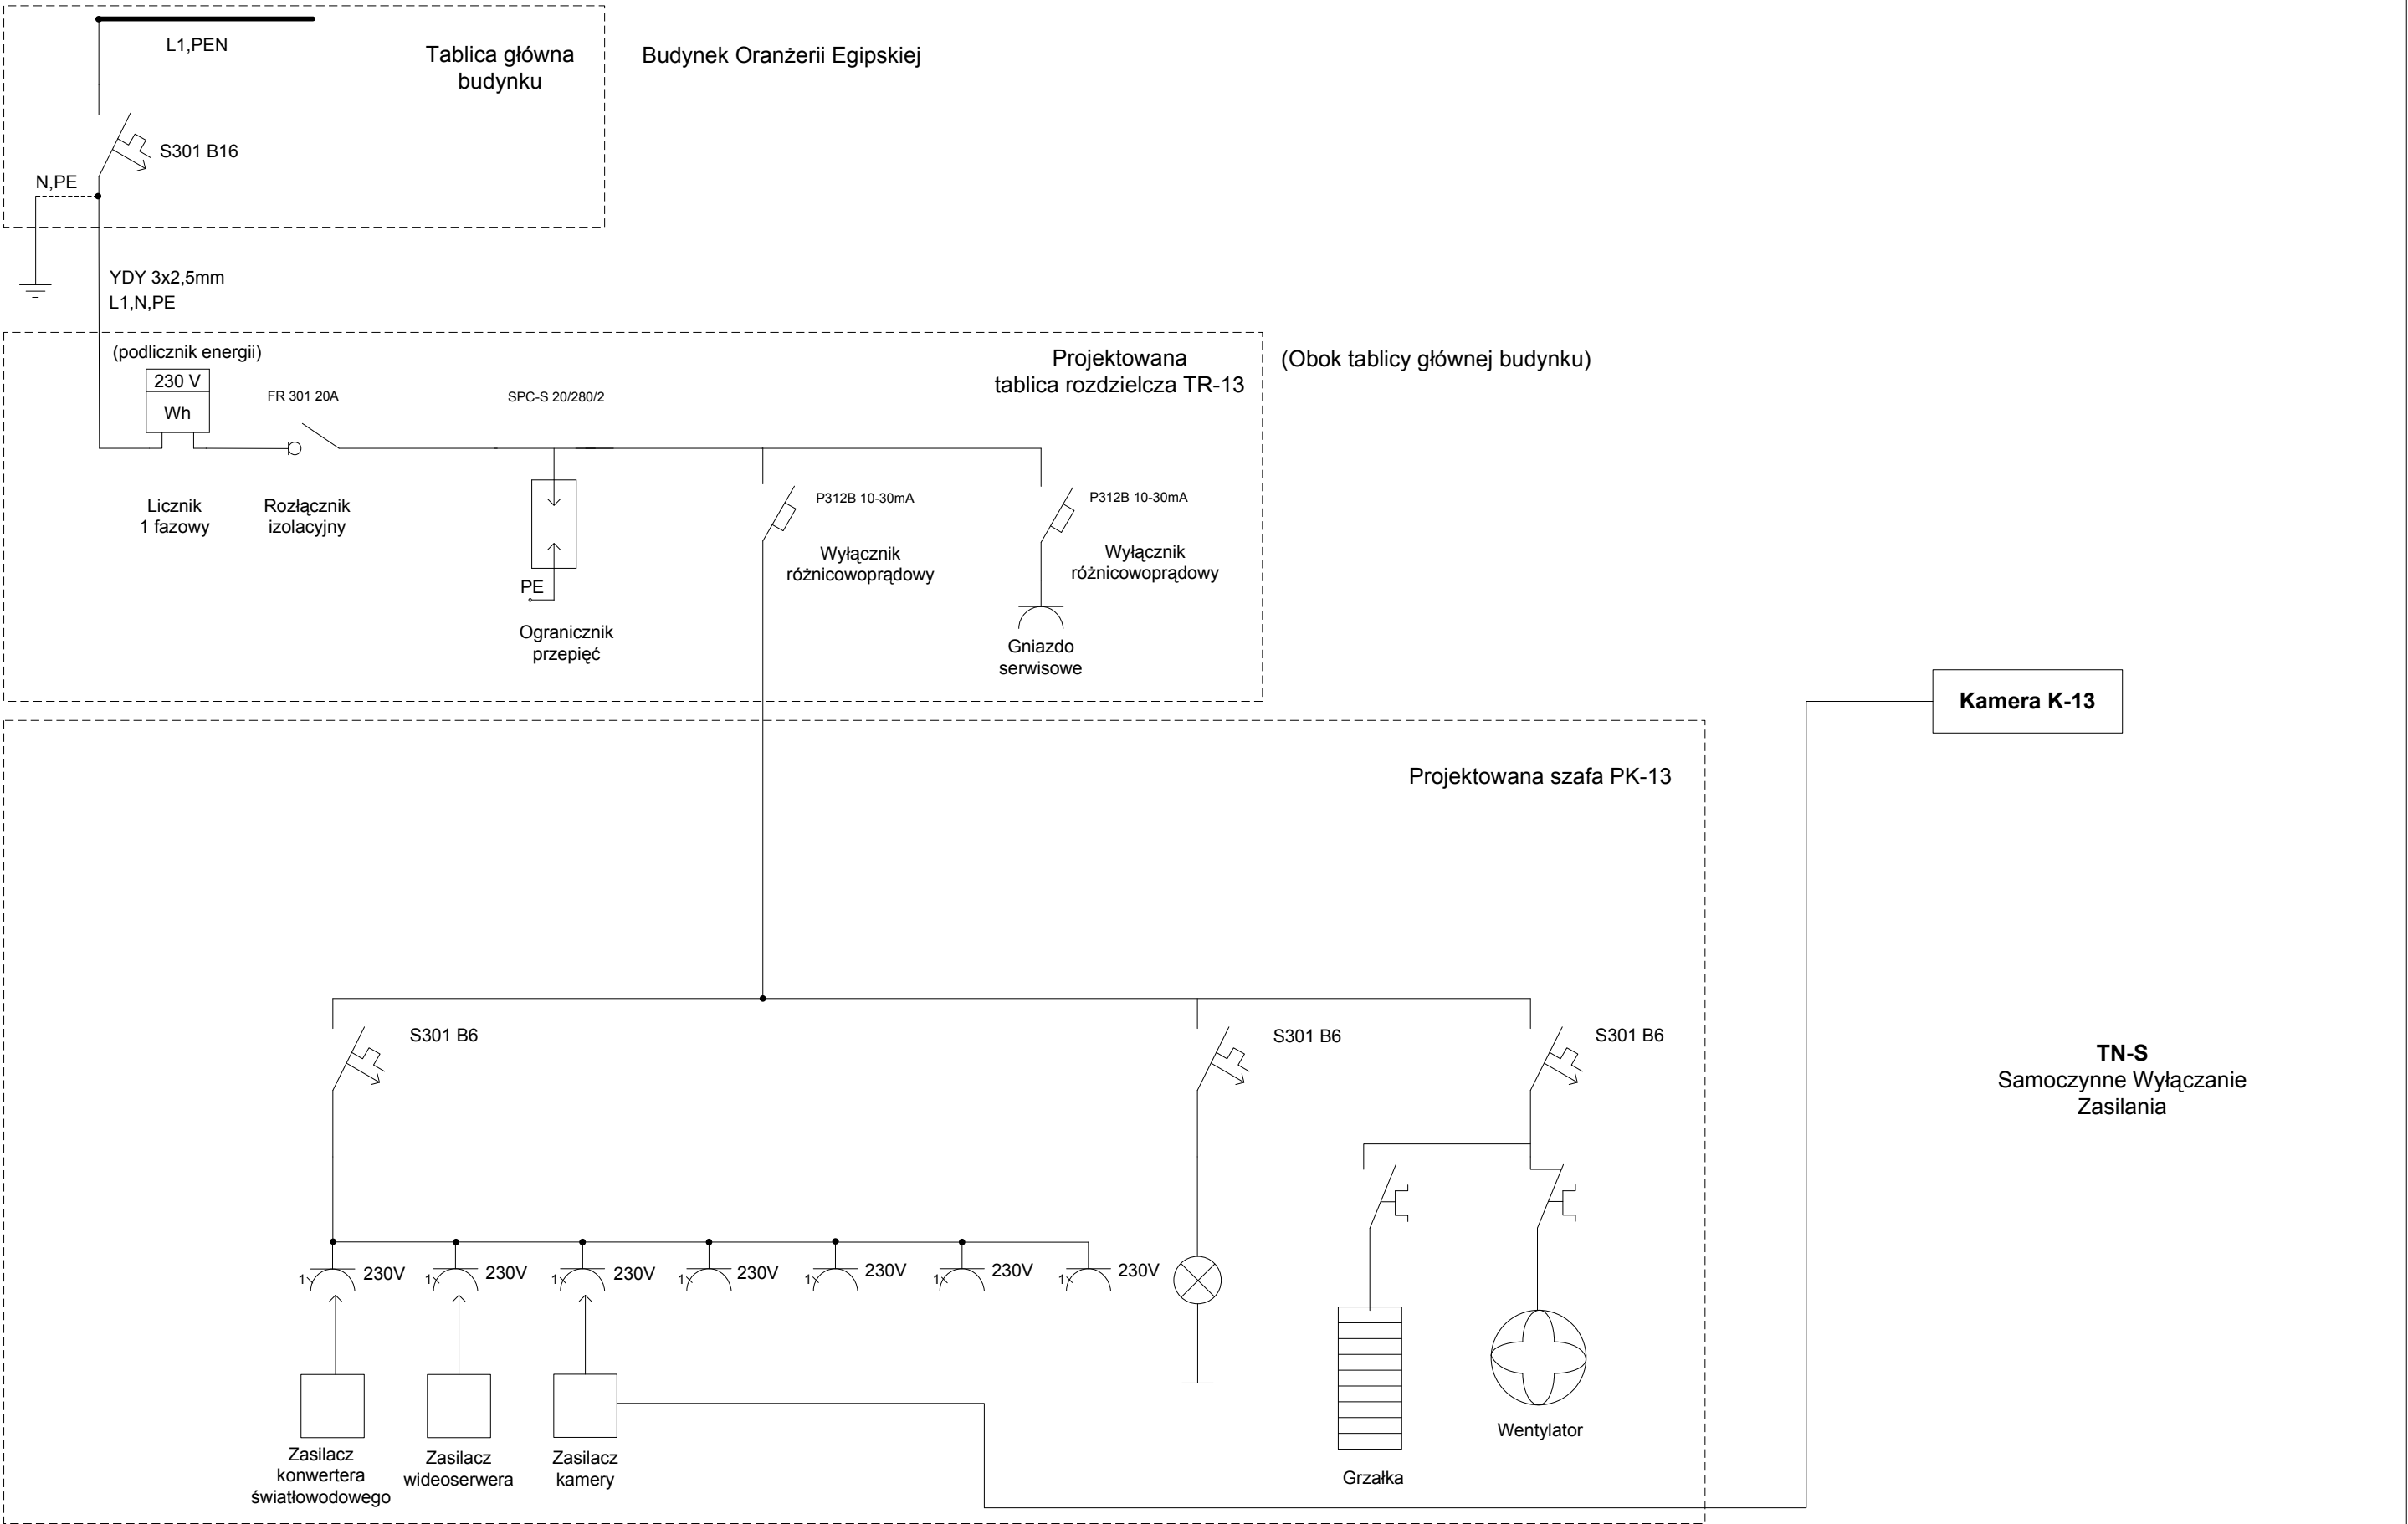 L1,PEN
Tablica główna
budynku
Budynek Oranżerii Egipskiej
S301 B16
N,PE
YDY 3x2,5mm
L1,N,PE
(podlicznik energii)
230 V
Wh
FR 301 20A
SPC-S 20/280/2
Projektowana
tablica rozdzielcza TR-13
(Obok tablicy głównej budynku)
Licznik
1 fazowy
Rozłącznik
izolacyjny
P312B 10-30mA
Wyłącznik
różnicowoprądowy
P312B 10-30mA
Wyłącznik
różnicowoprądowy
PE
Ogranicznik
przepięć
Gniazdo
serwisowe
Kamera K-13
Projektowana szafa PK-13
S301 B6
S301 B6
S301 B6
TN-S
Samoczynne Wyłączanie
Zasilania
1 230V
1 230V
1 230V
1 230V
1 230V
1 230V
1 230V
Zasilacz
konwertera
światłowodowego
Zasilacz
wideoserwera
Zasilacz
kamery
Grzałka
Wentylator